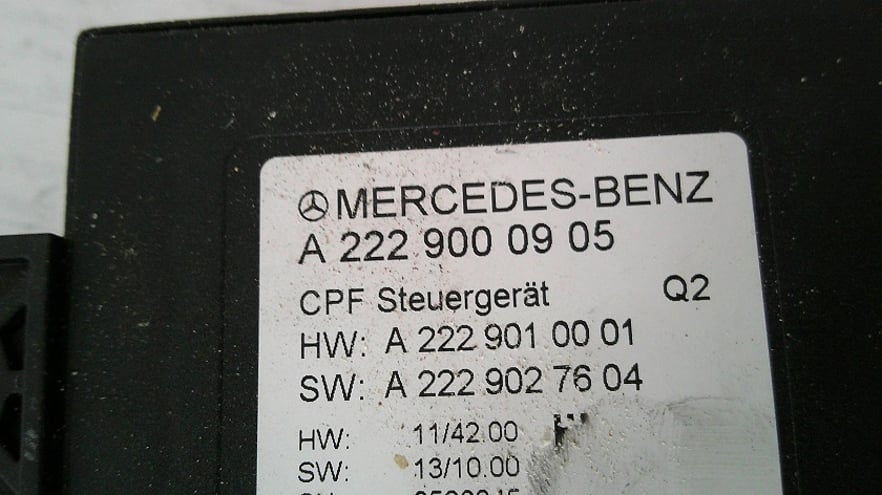 MERCEDES-BENZ
A 222 900 09 05
CPF Steuergerät Q2
HW: A 222 901 00 01
SW: A 222 902 76 04
HW: 11/42.00
SW: 13/10.00